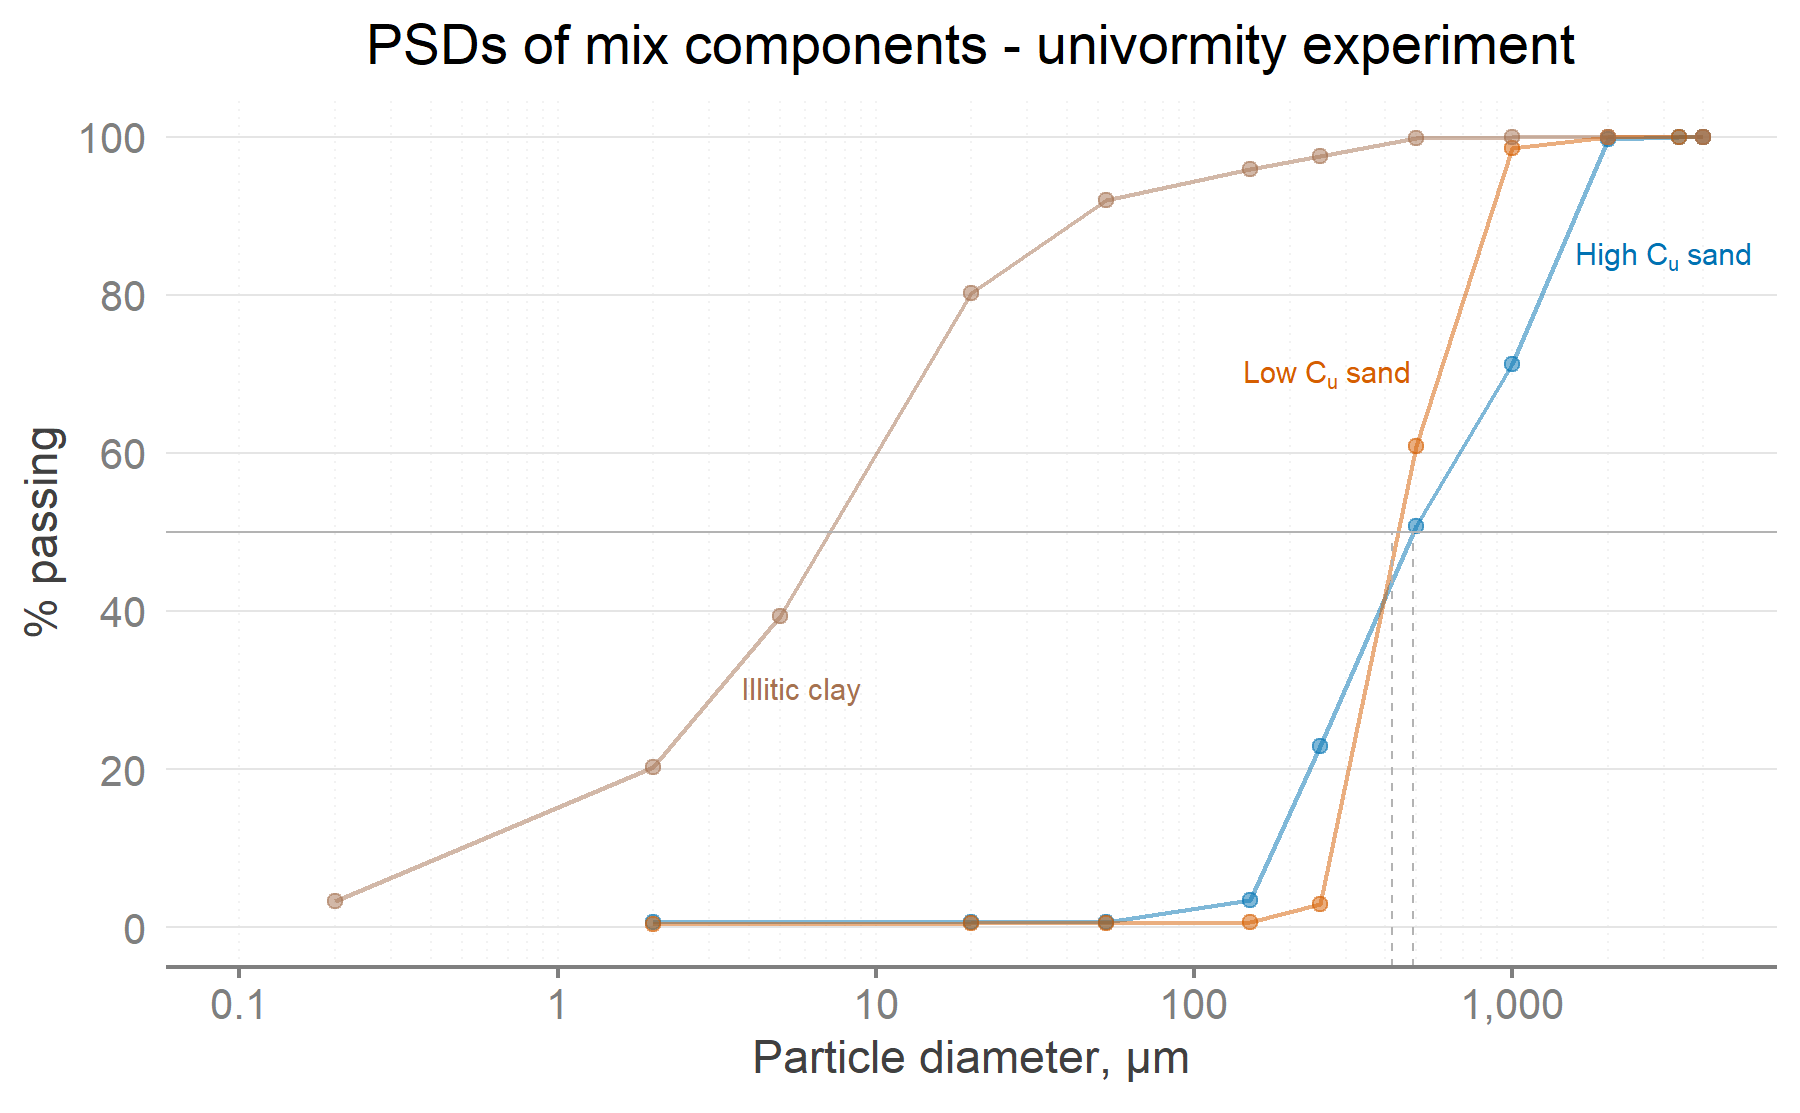 PSDs of mix components - univormity experiment
100
80
60
40
20
0
% passing
High Cu sand
Low Cu sand
Illitic clay
0.1 1 10 100 1,000
Particle diameter, µm